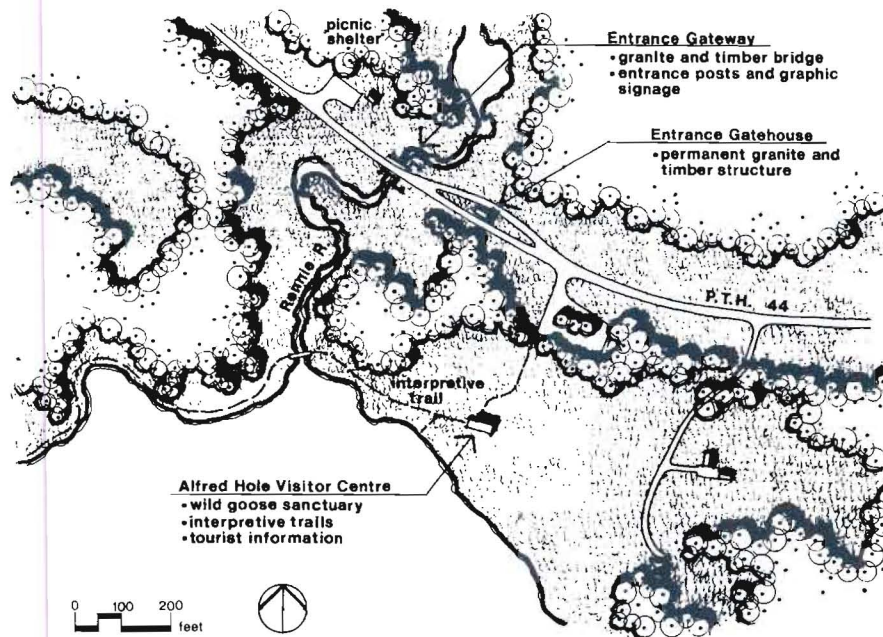 picnic
shelter
Entrance Gateway
• granite and timber bridge
• entrance posts and graphic
signage
Entrance Gatehouse
• permanent granite and
timber structure
Rennie R.
P.T.H. 44
interpretive
trail
Alfred Hole Visitor Centre
• wild goose sanctuary
• interpretive trails
• tourist information
0 100 200
feet